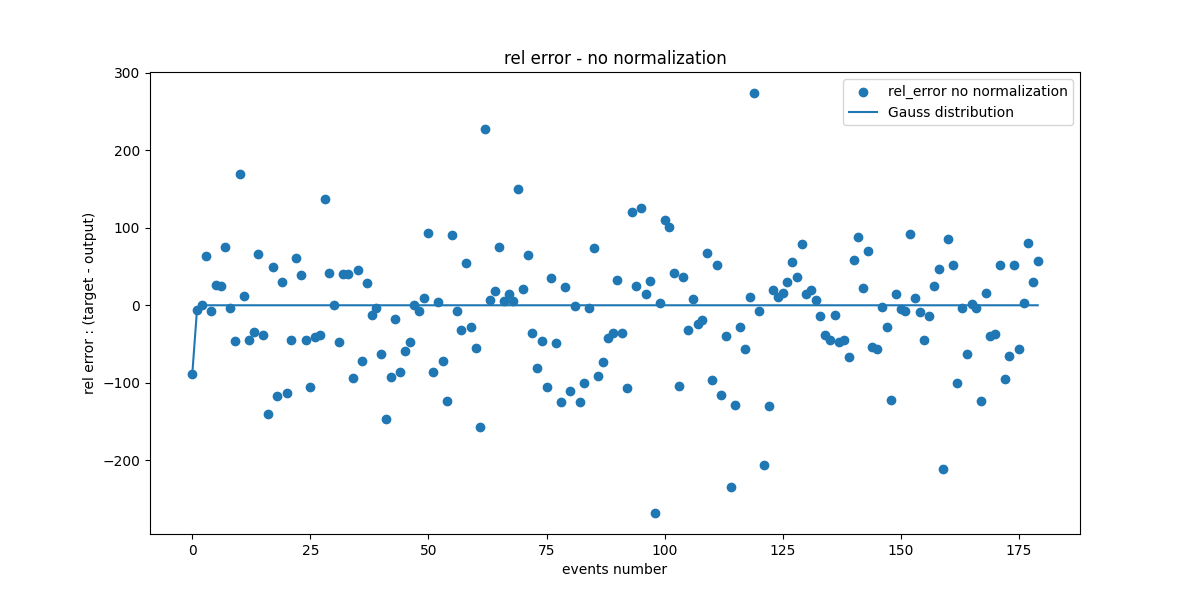 rel error - no normalization
rel_error no normalization
Gauss distribution
rel error : (target - output)
300
200
100
0
−100
−200
0
25
50
75
100
125
150
175
events number